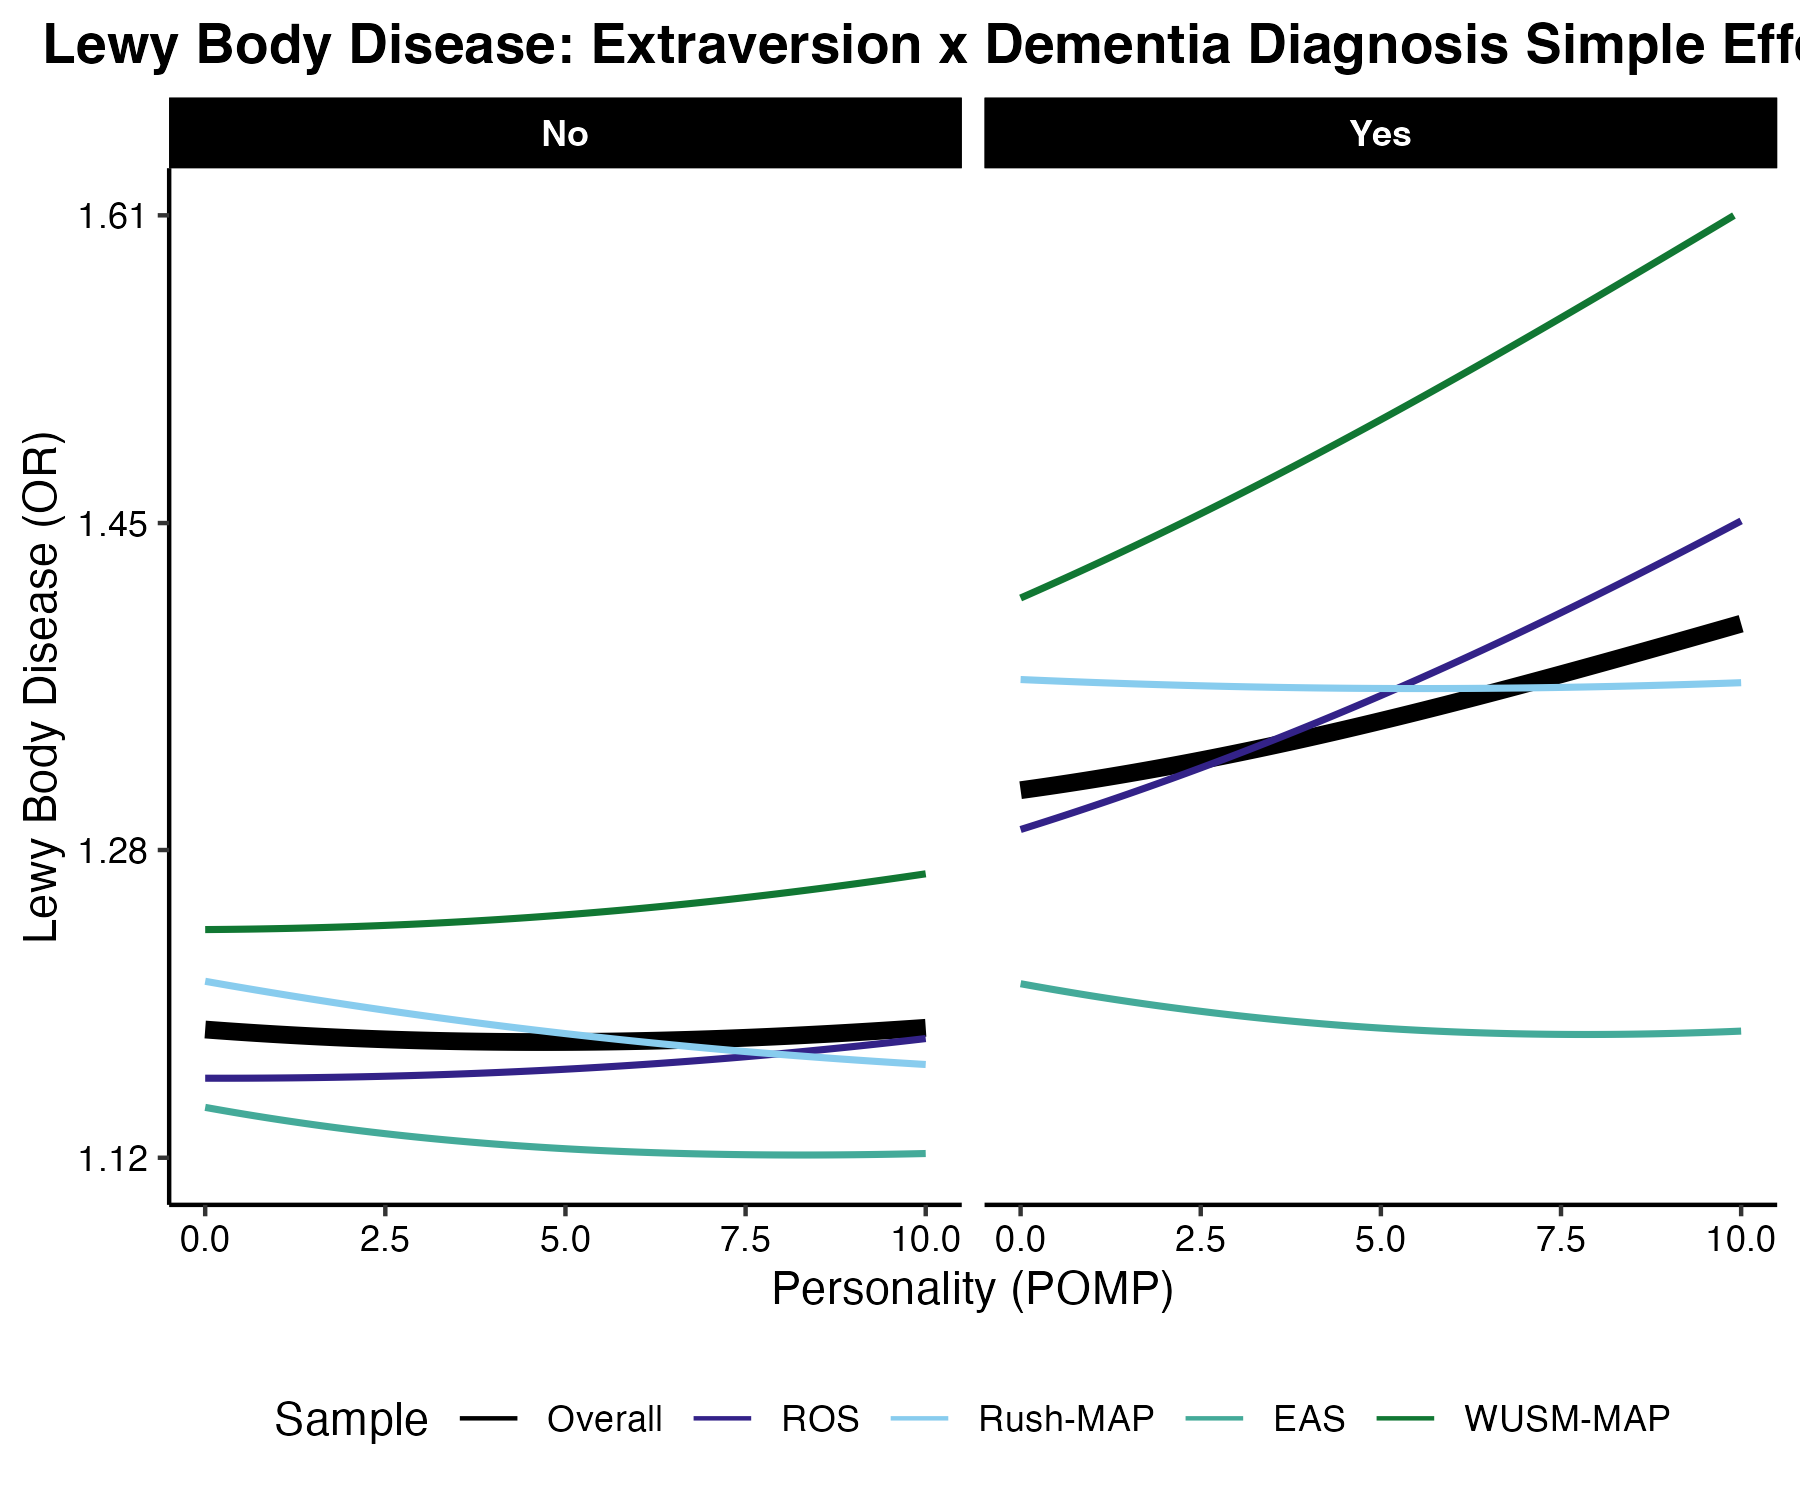 Lewy Body Disease: Extraversion x Dementia Diagnosis Simple
No
Yes
Lewy Body Disease (OR)
1.61
1.45
1.28
1.12
0.0 2.5 5.0 7.5 10.0
0.0 2.5 5.0 7.5 10.0
Personality (POMP)
Sample Overall ROS Rush-MAP EAS WUSM-MAP